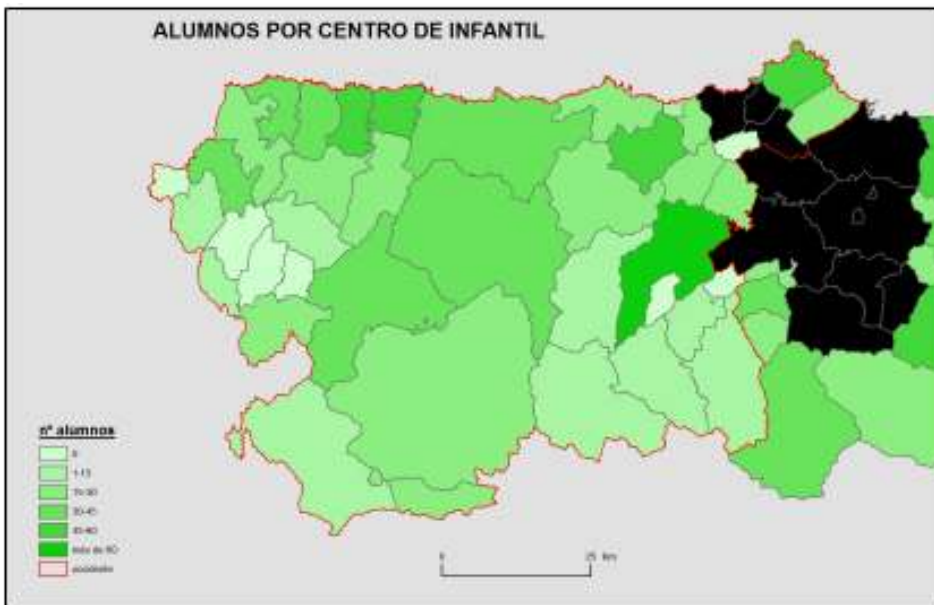 ALUMNOS POR CENTRO DE INFANTIL
nº alumnos
0
1-15
15-30
30-45
45-60
más de 60
0 25 km